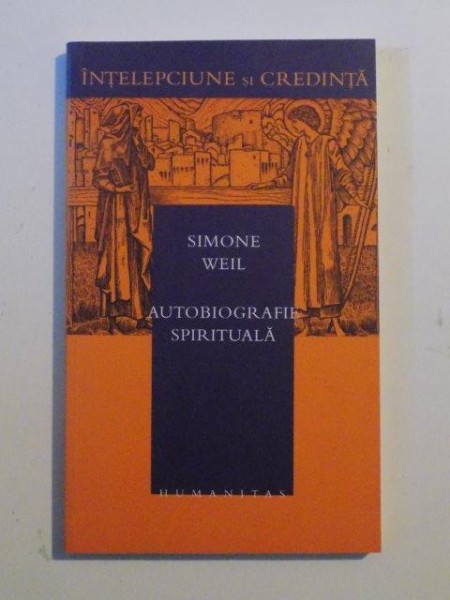 ÎNȚELEPCIUNE ȘI CREDINȚĂ
SIMONE
WEIL
AUTOBIOGRAFIE
SPIRITUALĂ
HUMANITAS